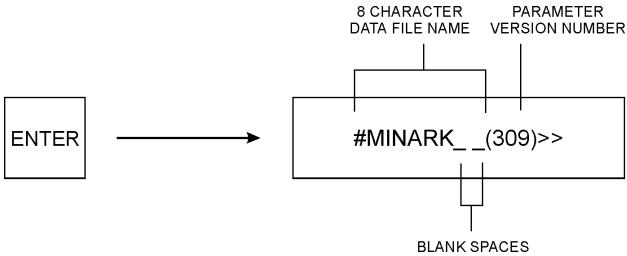 8 CHARACTER
DATA FILE NAME
PARAMETER
VERSION NUMBER
ENTER
#MINARK_ _(309)>>
BLANK SPACES